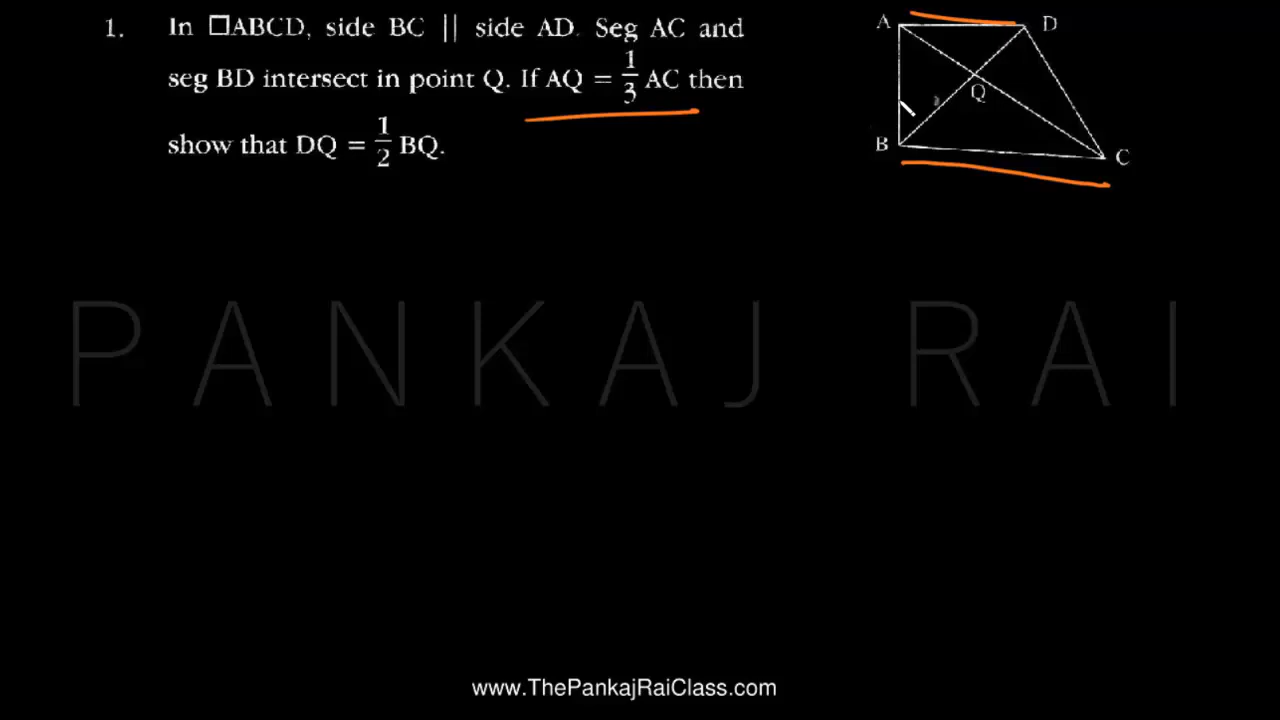 1. In □ABCD, side BC || side AD. Seg AC and
seg BD intersect in point Q. If AQ = 1/3 AC then
show that DQ = 1/2 BQ.
A D
Q
B C
PANKAJ RAI
www.ThePankajRaiClass.com